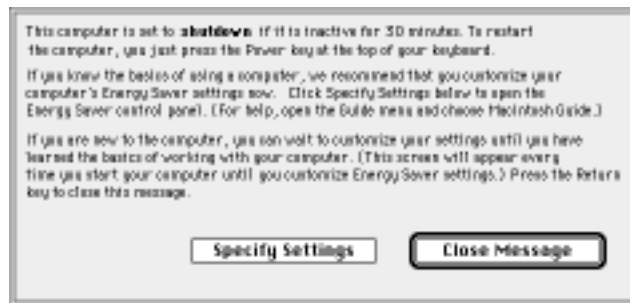 This computer is set to shutdown if it is inactive for 30 minutes. To restart
the computer, you just press the Power key at the top of your keyboard.
If you know the basics of using a computer, we recommend that you customize your
computer's Energy Saver settings now. Click Specify Settings below to open the
Energy Saver control panel. (For help, open the Guide menu and choose Macintosh Guide.)
If you are new to the computer, you can wait to customize your settings until you have
learned the basics of working with your computer. (This screen will appear every
time you start your computer until you customize Energy Saver settings.) Press the Return
key to close this message.
Specify Settings
Close Message